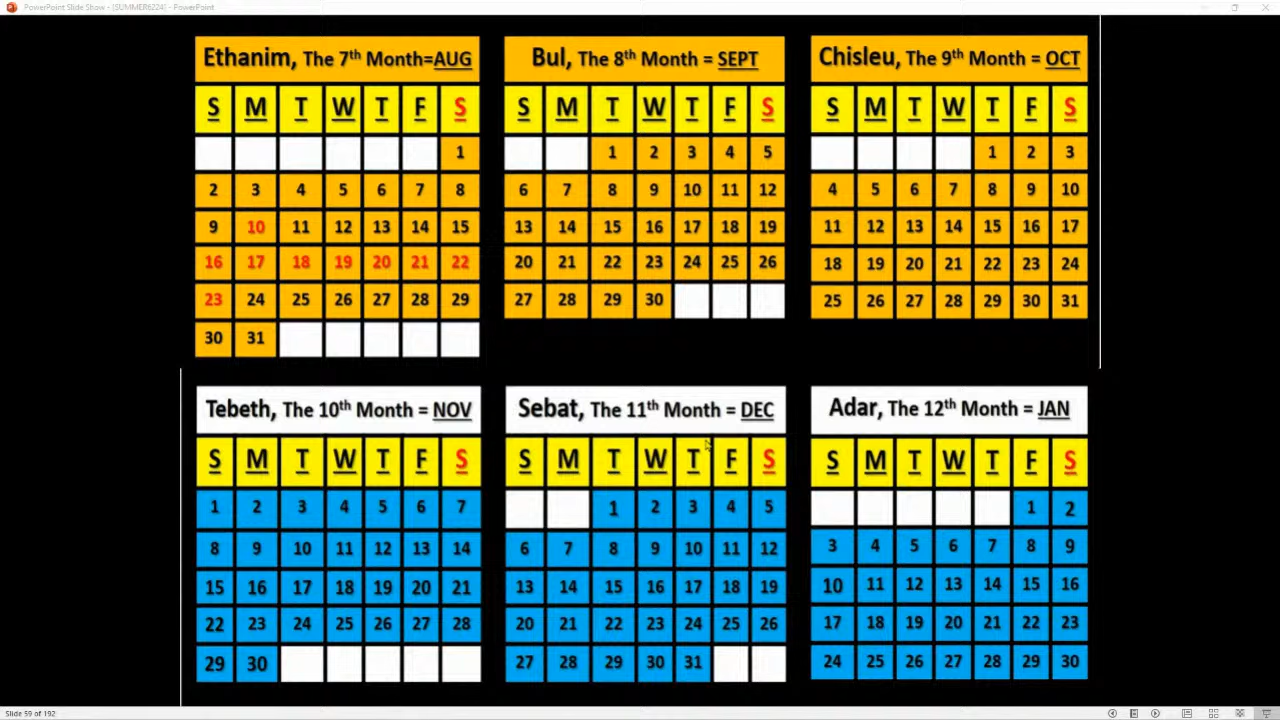 PowerPoint Slide Show - (SUMMER6224) - PowerPoint
Ethanim, The 7th Month=AUG
S M T W T F S
1
2 3 4 5 6 7 8
9 10 11 12 13 14 15
16 17 18 19 20 21 22
23 24 25 26 27 28 29
30 31
Bul, The 8th Month = SEPT
S M T W T F S
1 2 3 4 5
6 7 8 9 10 11 12
13 14 15 16 17 18 19
20 21 22 23 24 25 26
27 28 29 30
Chisleu, The 9th Month = OCT
S M T W T F S
1 2 3
4 5 6 7 8 9 10
11 12 13 14 15 16 17
18 19 20 21 22 23 24
25 26 27 28 29 30 31
Tebeth, The 10th Month = NOV
S M T W T F S
1 2 3 4 5 6 7
8 9 10 11 12 13 14
15 16 17 18 19 20 21
22 23 24 25 26 27 28
29 30
Sebat, The 11th Month = DEC
S M T W T F S
1 2 3 4 5
6 7 8 9 10 11 12
13 14 15 16 17 18 19
20 21 22 23 24 25 26
27 28 29 30 31
Adar, The 12th Month = JAN
S M T W T F S
1 2
3 4 5 6 7 8 9
10 11 12 13 14 15 16
17 18 19 20 21 22 23
24 25 26 27 28 29 30
Slide 59 of 192